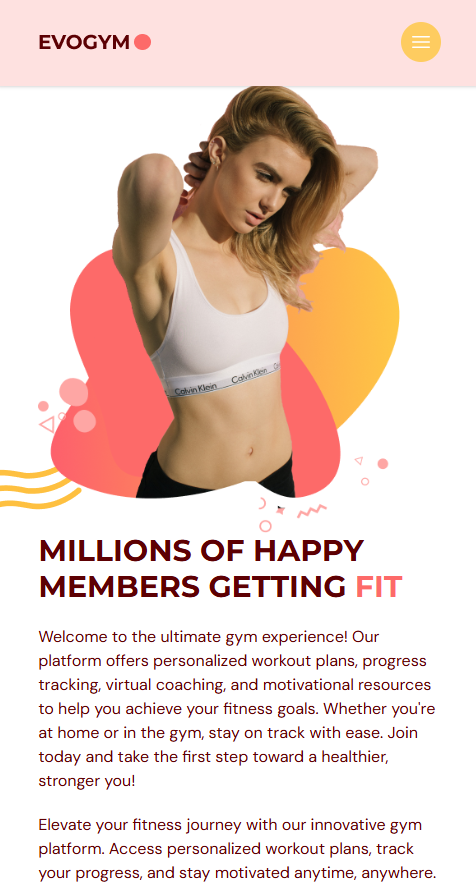 EVOGYM
Calvin Klein Calvin Klein
MILLIONS OF HAPPY
MEMBERS GETTING FIT
Welcome to the ultimate gym experience! Our
platform offers personalized workout plans, progress
tracking, virtual coaching, and motivational resources
to help you achieve your fitness goals. Whether you're
at home or in the gym, stay on track with ease. Join
today and take the first step toward a healthier,
stronger you!
Elevate your fitness journey with our innovative gym
platform. Access personalized workout plans, track
your progress, and stay motivated anytime, anywhere.